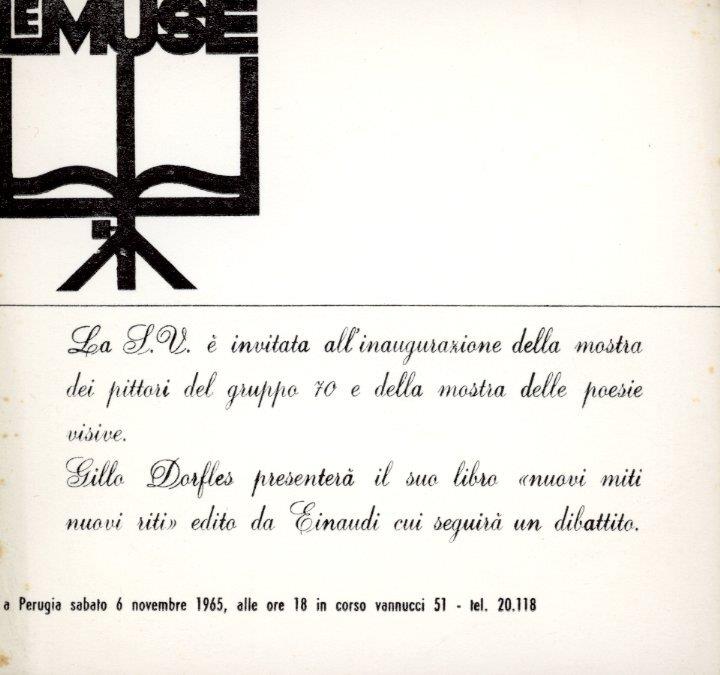 LE MUSE
La S.V. è invitata all'inaugurazione della mostra
dei pittori del gruppo 70 e della mostra delle poesie
visive.
Gillo Dorfles presenterà il suo libro «nuovi miti
nuovi riti» edito da Einaudi cui seguirà un dibattito.
a Perugia sabato 6 novembre 1965, alle ore 18 in corso vannucci 51 - tel. 20.118